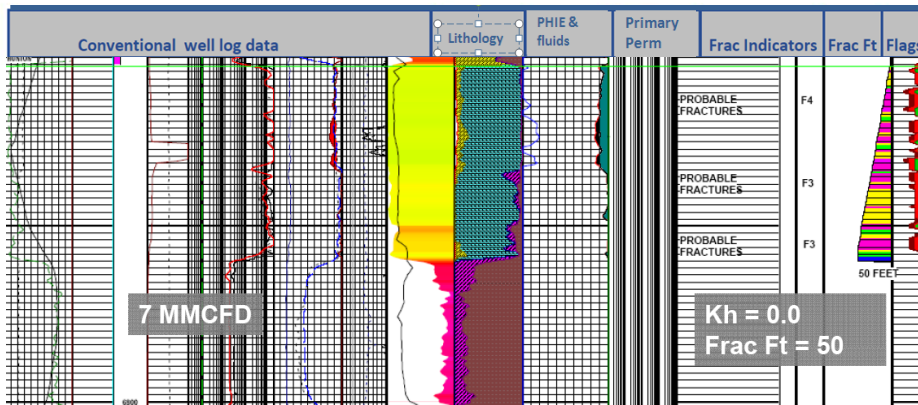 Conventional well log data
Lithology
PHIE &
fluids
Primary
Perm
Frac Indicators
Frac Ft
Flags
PROBABLE
FRACTURES
F4
PROBABLE
FRACTURES
F3
PROBABLE
FRACTURES
F3
50 FEET
7 MMCFD
Kh = 0.0
Frac Ft = 50
6800